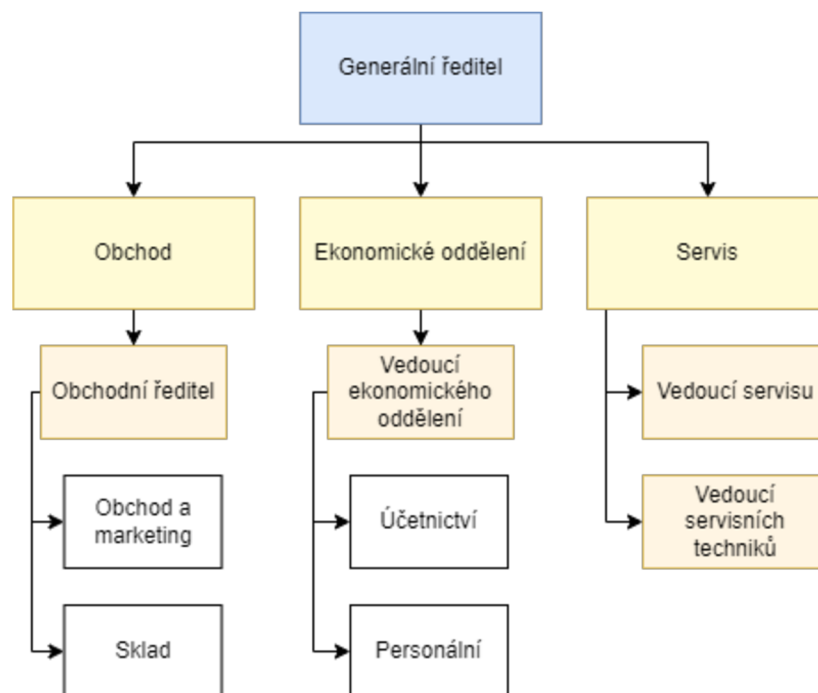 Generální ředitel
Obchod
Ekonomické oddělení
Servis
Obchodní ředitel
Vedoucí
ekonomického
oddělení
Vedoucí servisu
Obchod a
marketing
Účetnictví
Vedoucí
servisních
techniků
Sklad
Personální